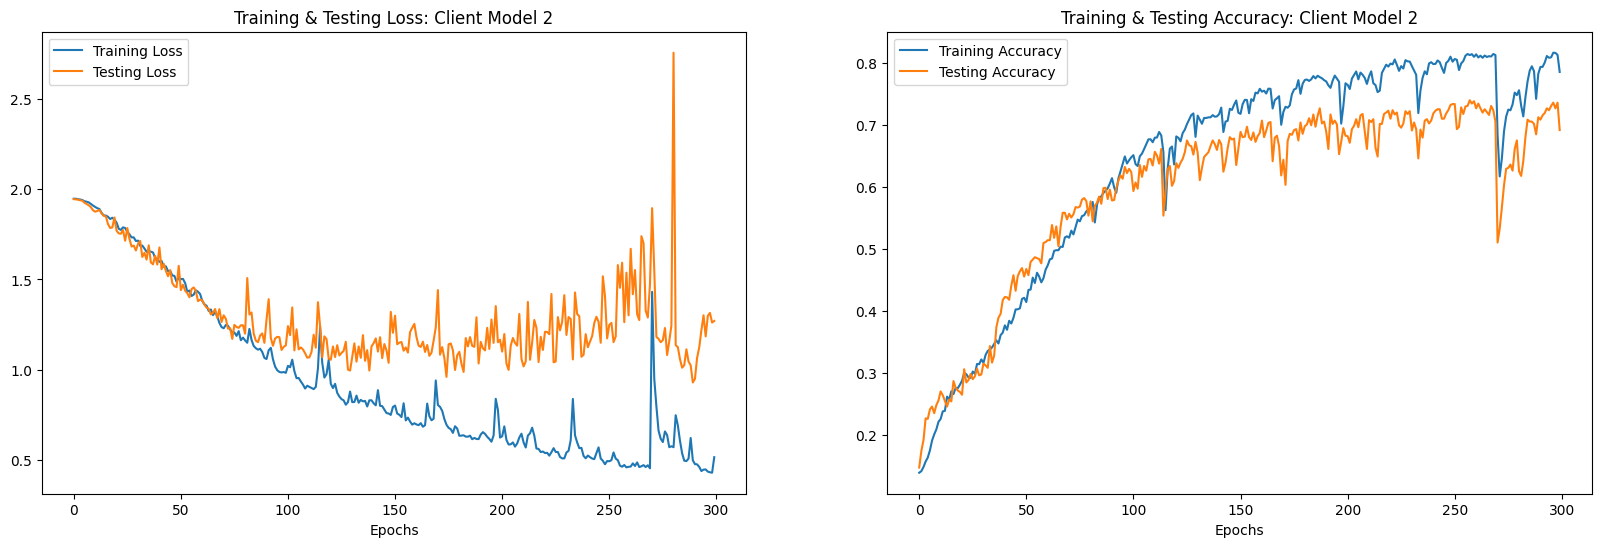 Training & Testing Loss: Client Model 2
Training Loss
Testing Loss
2.5
2.0
1.5
1.0
0.5
0 50 100 150 200 250 300
Epochs
Training & Testing Accuracy: Client Model 2
Training Accuracy
Testing Accuracy
0.8
0.7
0.6
0.5
0.4
0.3
0.2
0 50 100 150 200 250 300
Epochs